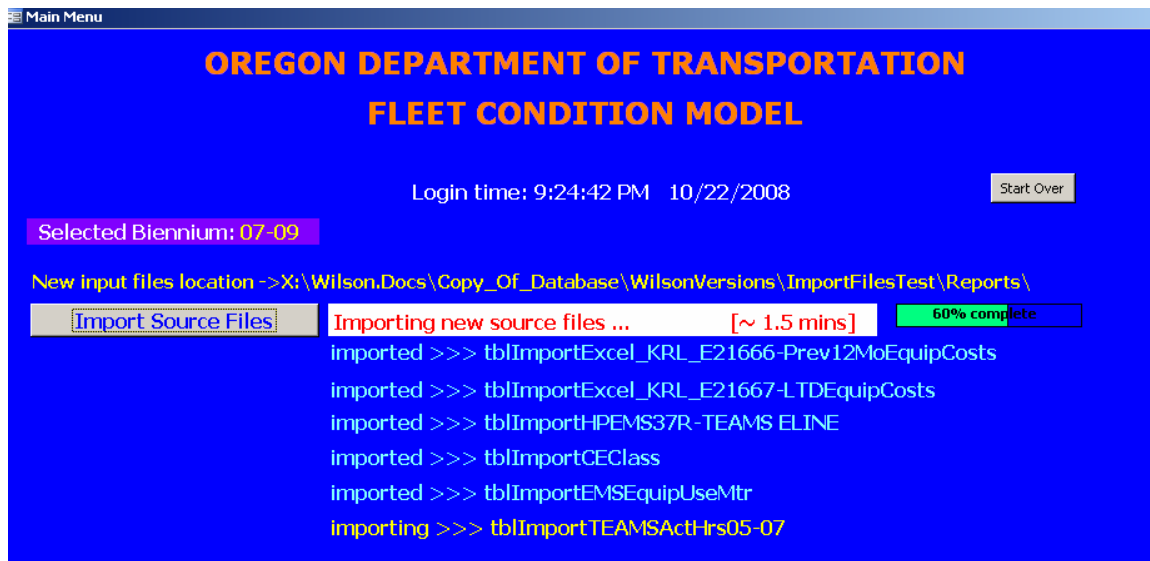 Main Menu
OREGON DEPARTMENT OF TRANSPORTATION
FLEET CONDITION MODEL
Login time: 9:24:42 PM 10/22/2008
Start Over
Selected Biennium: 07-09
New input files location ->X:\Wilson.Docs\Copy_Of_Database\WilsonVersions\ImportFilesTest\Reports\
Import Source Files
Importing new source files ... [~ 1.5 mins]
60% complete
imported >>> tblImportExcel_KRL_E21666-Prev12MoEquipCosts
imported >>> tblImportExcel_KRL_E21667-LTDEquipCosts
imported >>> tblImportHPEMS37R-TEAMS ELINE
imported >>> tblImportCEClass
imported >>> tblImportEMSEquipUseMtr
importing >>> tblImportTEAMSActHrs05-07